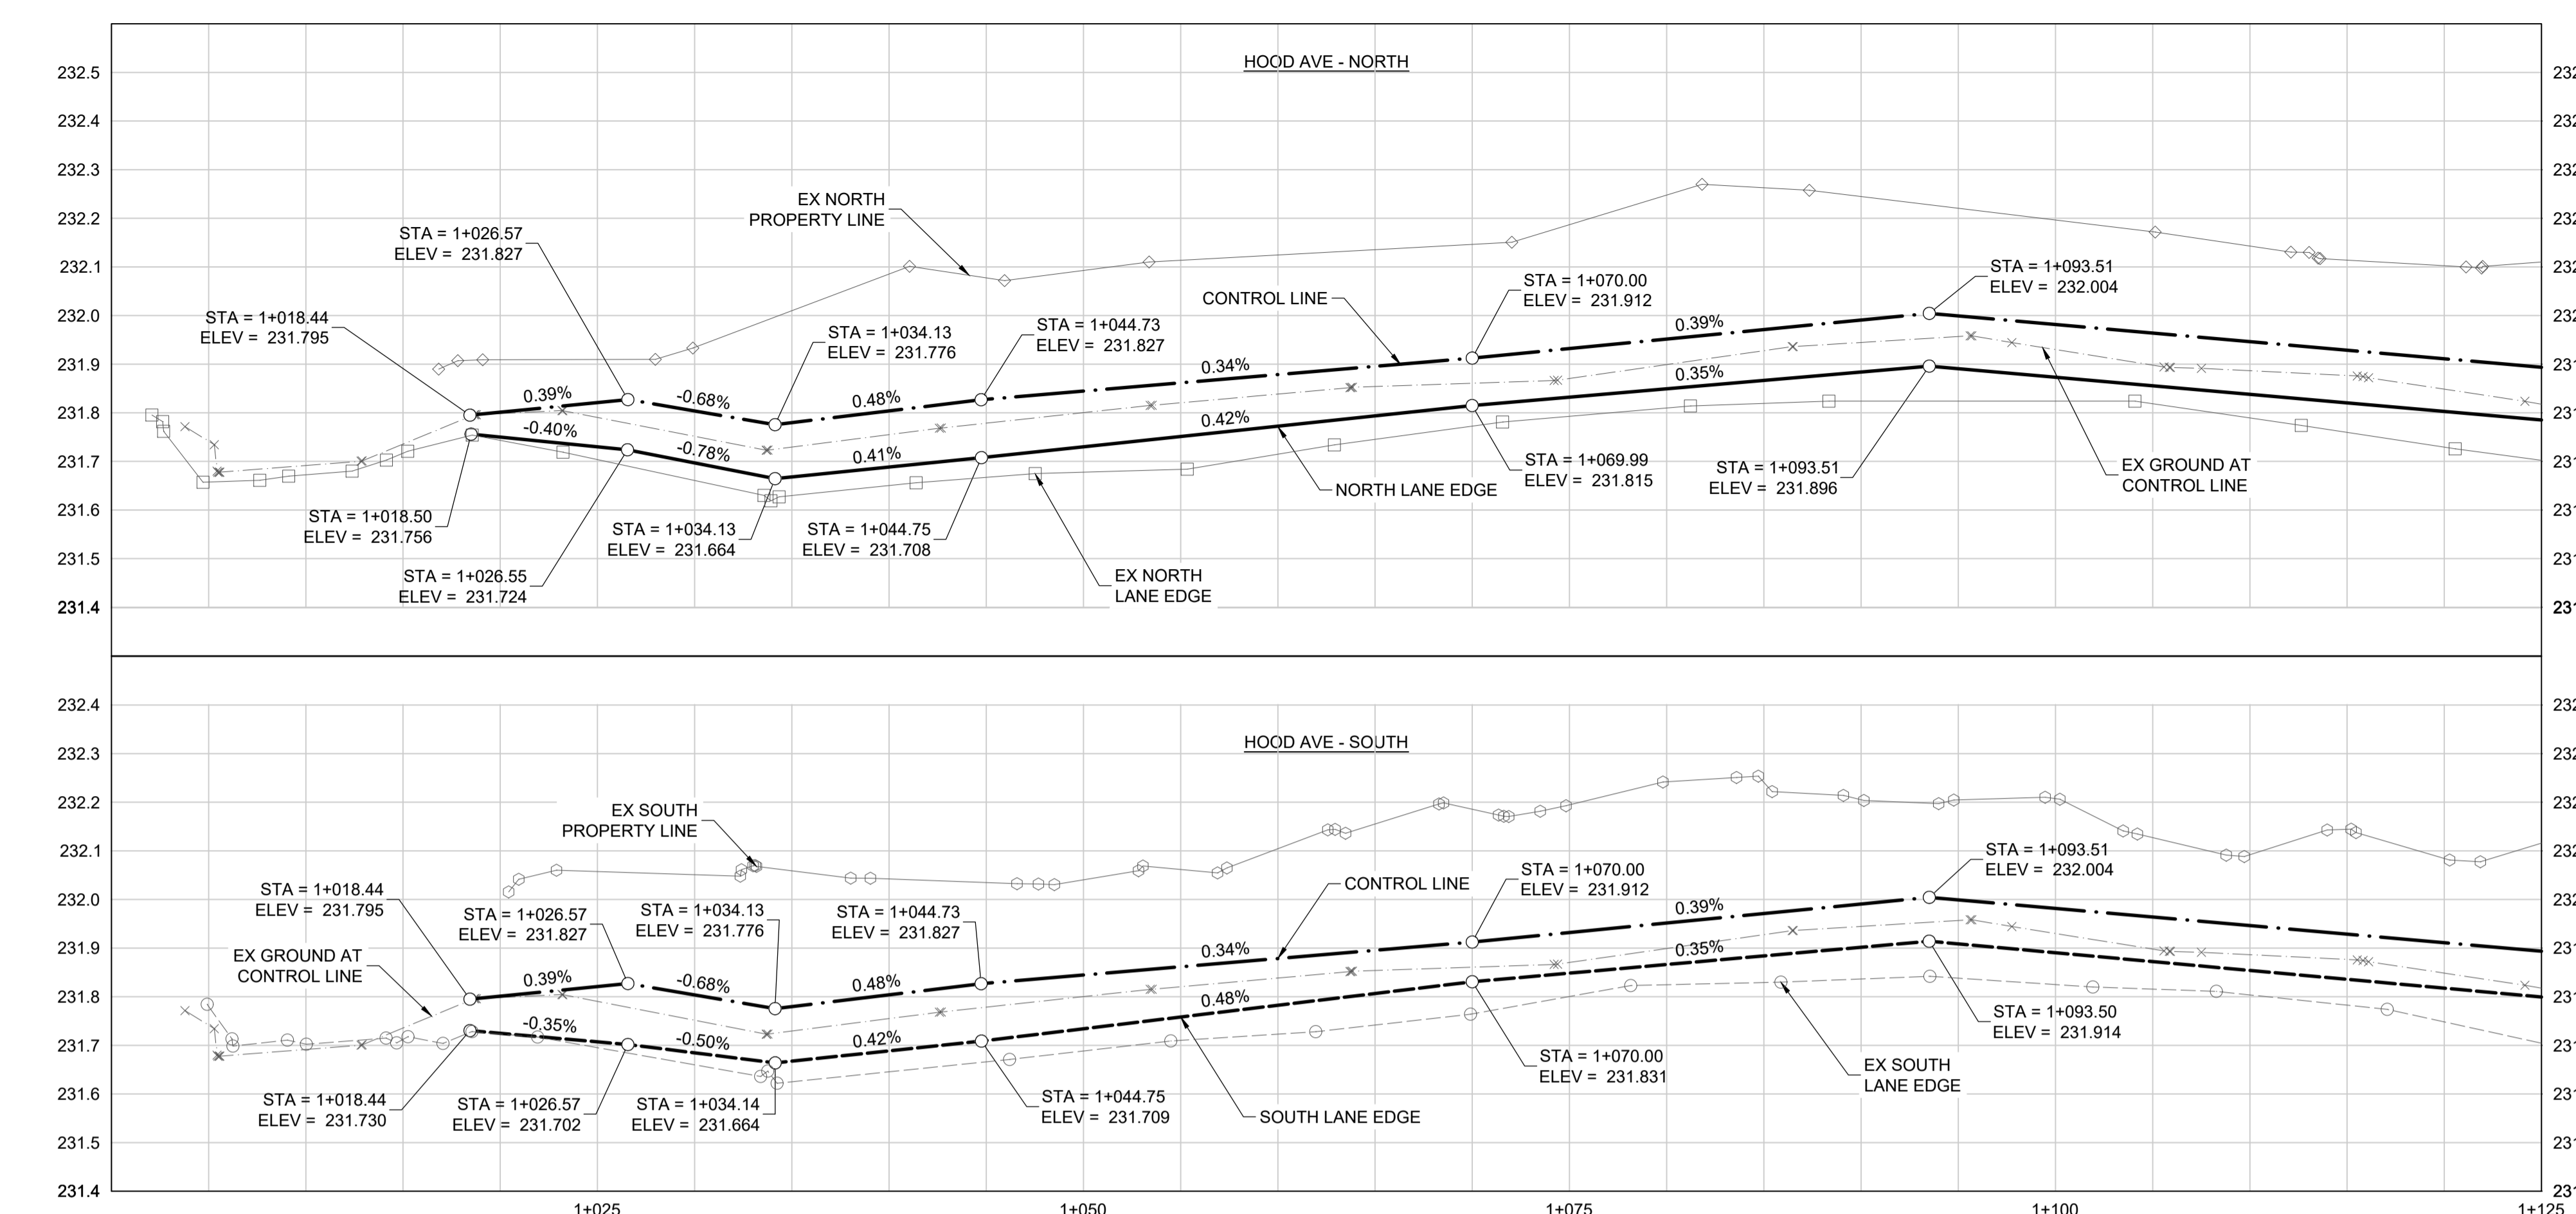 HOOD AVE - NORTH
232.5
232.4
232.3
232.2
232.1
232.0
231.9
231.8
231.7
231.6
231.5
231.4
EX NORTH
PROPERTY LINE
STA = 1+026.57
ELEV = 231.827
STA = 1+018.44
ELEV = 231.795
STA = 1+034.13
ELEV = 231.776
STA = 1+044.73
ELEV = 231.827
CONTROL LINE
STA = 1+070.00
ELEV = 231.912
STA = 1+093.51
ELEV = 232.004
0.39%
-0.68%
0.48%
0.34%
0.39%
-0.40%
-0.78%
0.41%
0.42%
0.35%
STA = 1+018.50
ELEV = 231.756
STA = 1+026.55
ELEV = 231.724
STA = 1+034.13
ELEV = 231.664
STA = 1+044.75
ELEV = 231.708
EX NORTH
LANE EDGE
NORTH LANE EDGE
STA = 1+069.99
ELEV = 231.815
STA = 1+093.51
ELEV = 231.896
EX GROUND AT
CONTROL LINE
HOOD AVE - SOUTH
232.4
232.3
232.2
232.1
232.0
231.9
231.8
231.7
231.6
231.5
231.4
EX SOUTH
PROPERTY LINE
STA = 1+018.44
ELEV = 231.795
EX GROUND AT
CONTROL LINE
STA = 1+026.57
ELEV = 231.827
STA = 1+034.13
ELEV = 231.776
STA = 1+044.73
ELEV = 231.827
CONTROL LINE
STA = 1+070.00
ELEV = 231.912
STA = 1+093.51
ELEV = 232.004
0.39%
-0.68%
0.48%
0.34%
0.39%
-0.35%
-0.50%
0.42%
0.48%
0.35%
STA = 1+018.44
ELEV = 231.730
STA = 1+026.57
ELEV = 231.702
STA = 1+034.14
ELEV = 231.664
STA = 1+044.75
ELEV = 231.709
SOUTH LANE EDGE
STA = 1+070.00
ELEV = 231.831
EX SOUTH
LANE EDGE
STA = 1+093.50
ELEV = 231.914
1+025
1+050
1+075
1+100
1+125